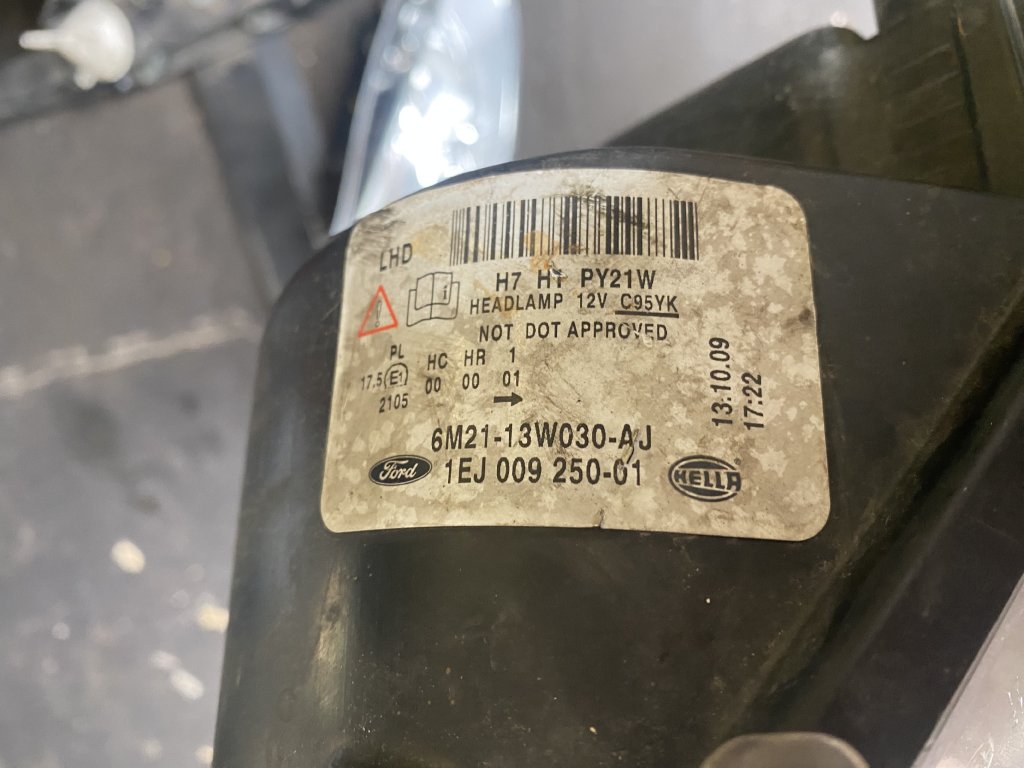 LHD
H7 H1 PY21W
HEADLAMP 12V C95YK
NOT DOT APPROVED
PL HC HR 1
17.5 E1 00 00 01
2105
→
6M21-13W030-AJ
Ford 1EJ 009 250-01 HELLA
13.10.09
17:22